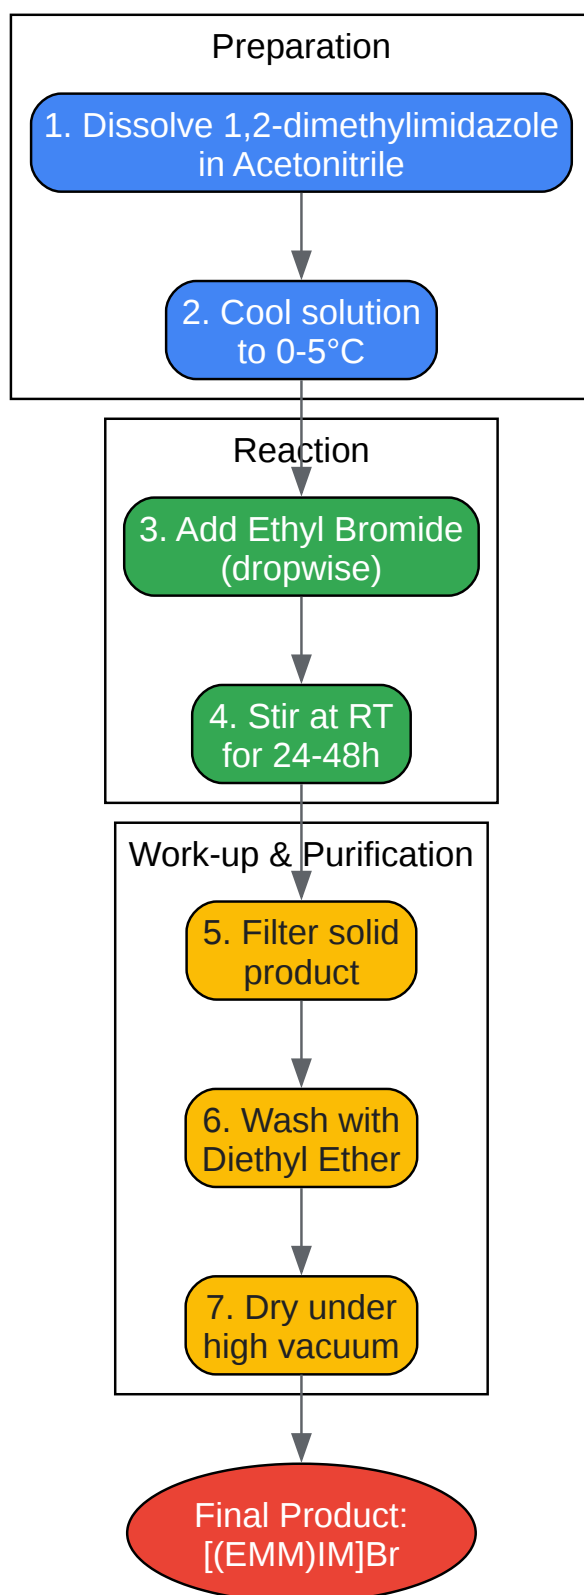 Preparation
1. Dissolve 1,2-dimethylimidazole
in Acetonitrile
2. Cool solution
to 0-5°C
Reaction
3. Add Ethyl Bromide
(dropwise)
4. Stir at RT
for 24-48h
Work-up & Purification
5. Filter solid
product
6. Wash with
Diethyl Ether
7. Dry under
high vacuum
Final Product:
[(EMM)IM]Br